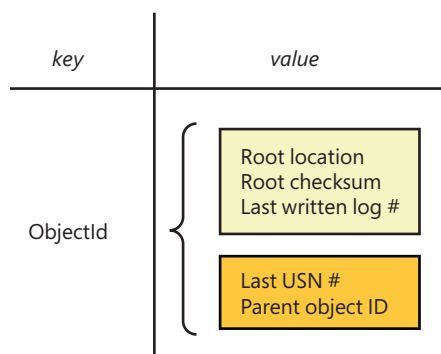 key
value
Root location
Root checksum
Last written log #
ObjectId
Last USN #
Parent object ID